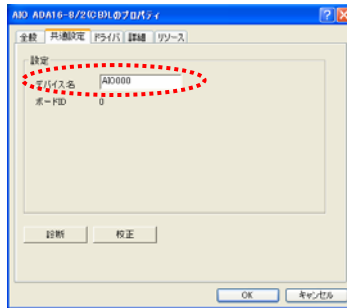 AIO ADA16-8/2(CB)Lのプロパティ
全般 共通設定 ドライバ 詳細 リソース
設定
デバイス名 AIO000
ボードID 0
診断 校正
OK キャンセル